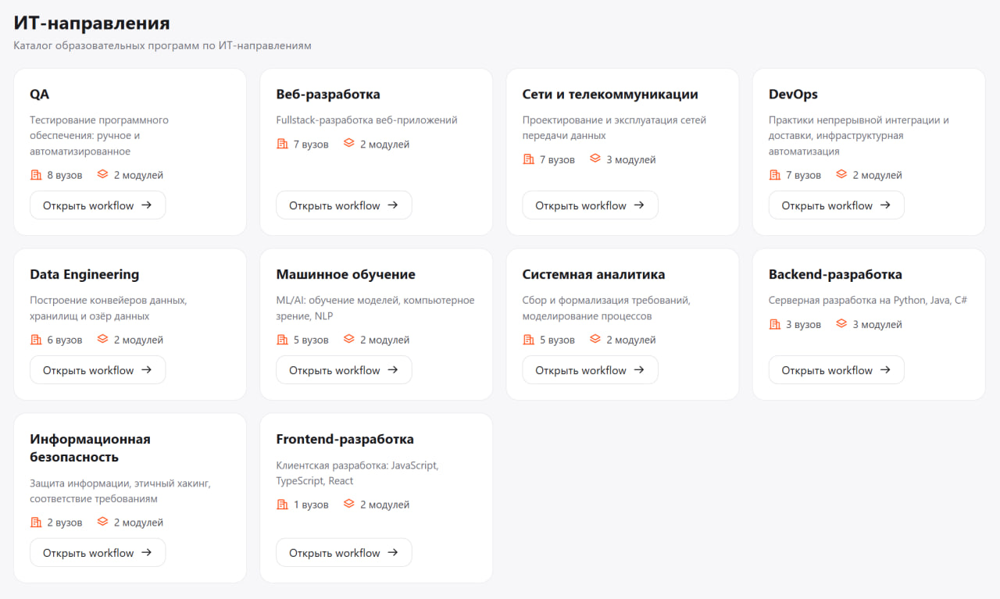 ИТ-направления
Каталог образовательных программ по ИТ-направлениям
QA
Тестирование программного
обеспечения: ручное и
автоматизированное
8 вузов 2 модулей
Открыть workflow →
Веб-разработка
Fullstack-разработка веб-приложений
7 вузов 2 модулей
Открыть workflow →
Сети и телекоммуникации
Проектирование и эксплуатация сетей
передачи данных
7 вузов 3 модулей
Открыть workflow →
DevOps
Практики непрерывной интеграции и
доставки, инфраструктурная
автоматизация
7 вузов 2 модулей
Открыть workflow →
Data Engineering
Построение конвейеров данных,
хранилищ и озёр данных
6 вузов 2 модулей
Открыть workflow →
Машинное обучение
ML/AI: обучение моделей, компьютерное
зрение, NLP
5 вузов 2 модулей
Открыть workflow →
Системная аналитика
Сбор и формализация требований,
моделирование процессов
5 вузов 2 модулей
Открыть workflow →
Backend-разработка
Серверная разработка на Python, Java, C#
3 вузов 3 модулей
Открыть workflow →
Информационная
безопасность
Защита информации, этичный хакинг,
соответствие требованиям
2 вузов 2 модулей
Открыть workflow →
Frontend-разработка
Клиентская разработка: JavaScript,
TypeScript, React
1 вузов 2 модулей
Открыть workflow →